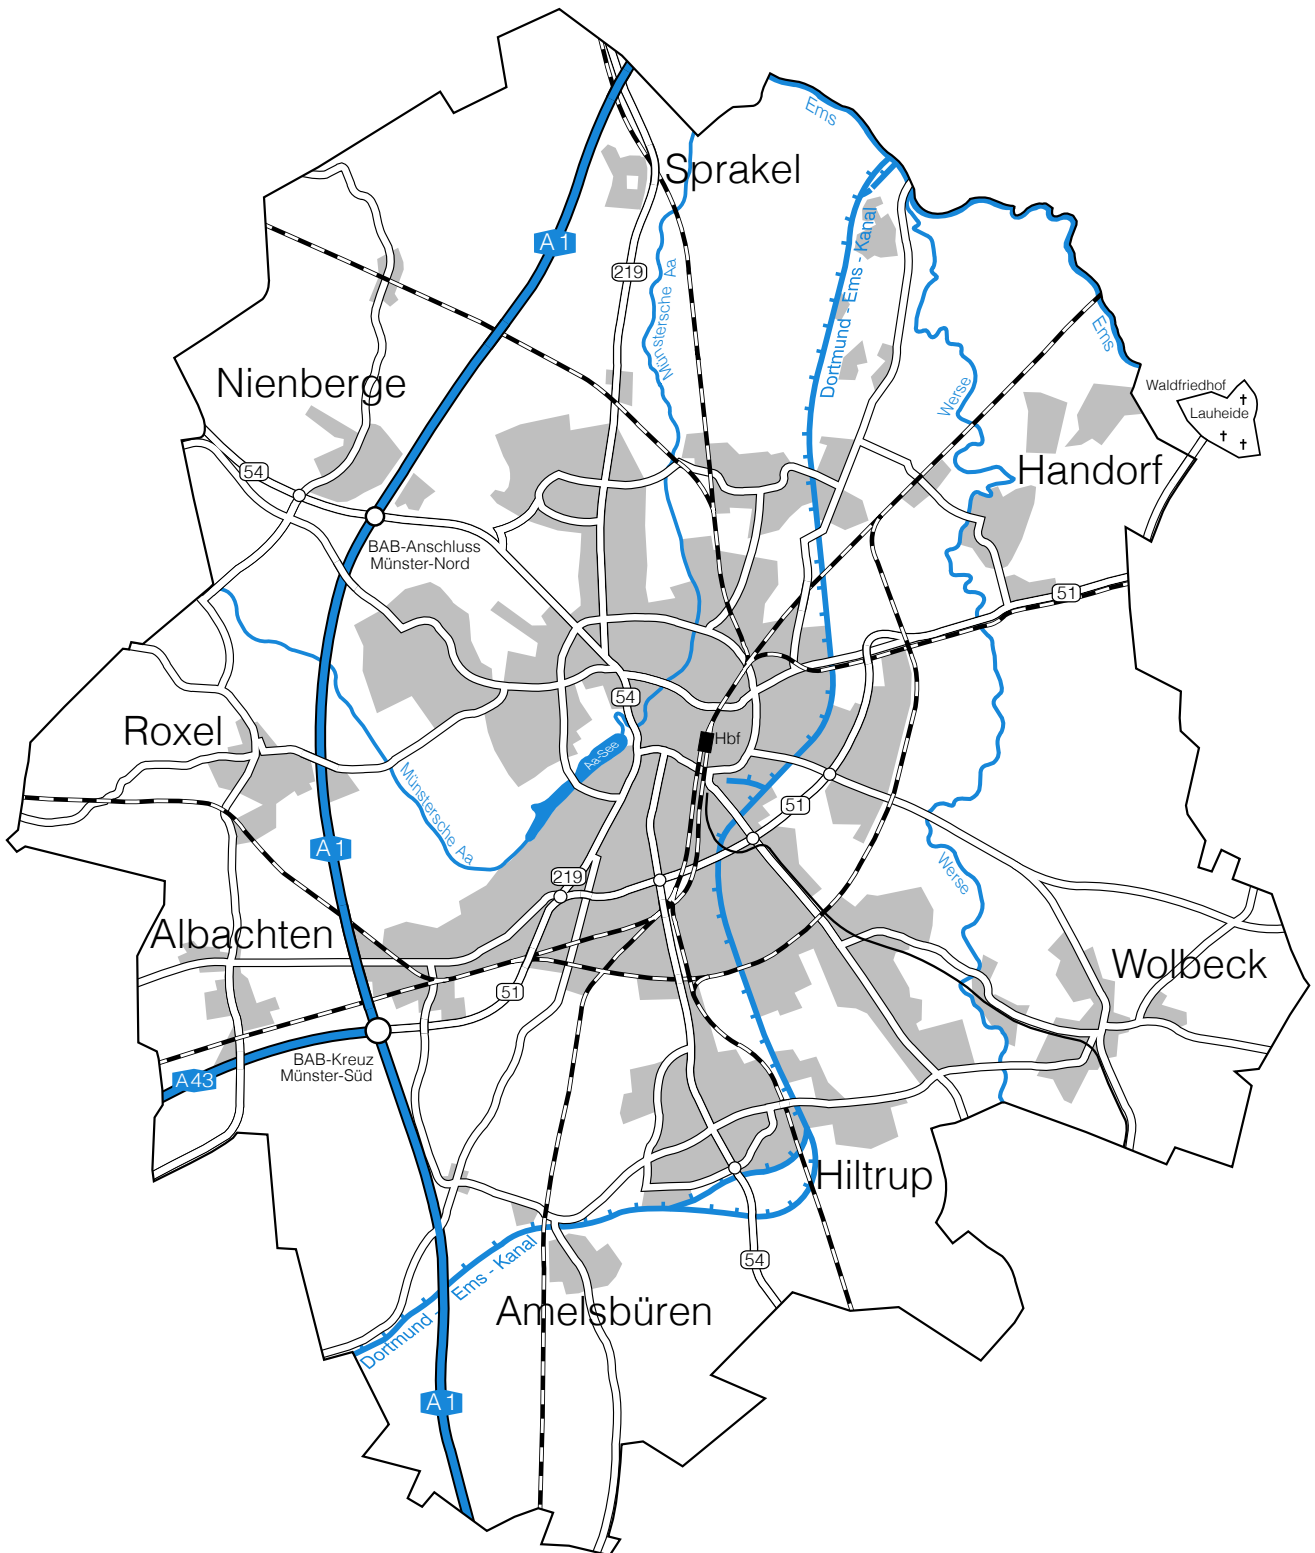 Ems
Sprakel
A 1
219
Münstersche Aa
Dortmund - Ems - Kanal
Ems
Werse
Nienberge
Waldfriedhof
Lauheide
54
Handorf
BAB-Anschluss
Münster-Nord
51
54
Roxel
Hbf
Aa-See
Münstersche Aa
51
A 1
219
Werse
Albachten
Wolbeck
51
BAB-Kreuz
Münster-Süd
A 43
Hiltrup
54
Dortmund - Ems - Kanal
Amelsbüren
A 1